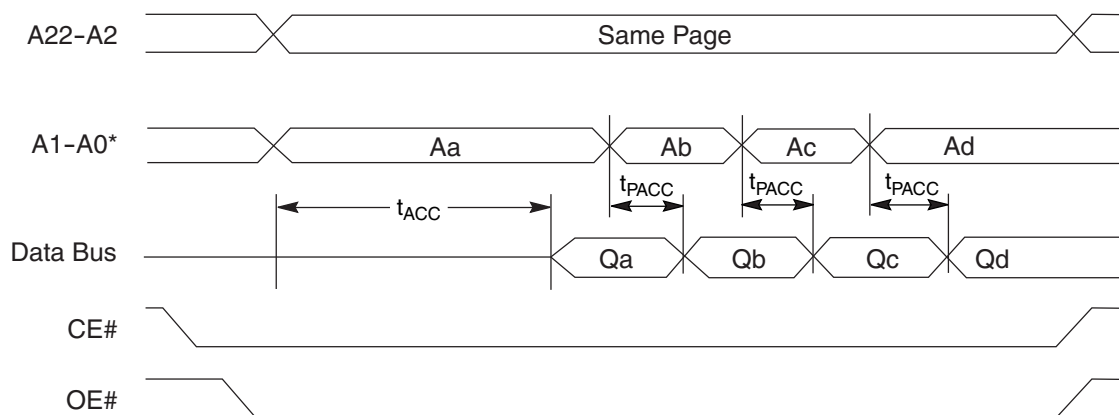 A22-A2 Same Page
A1-A0* Aa Ab Ac Ad
tACC tPACC tPACC tPACC
Data Bus Qa Qb Qc Qd
CE#
OE#